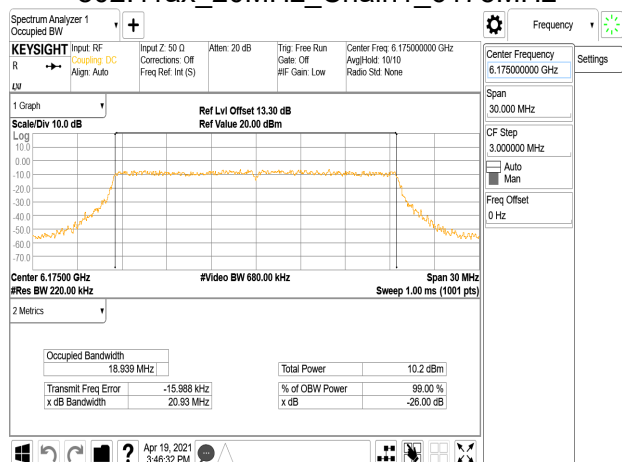 Spectrum Analyzer 1
Occupied BW
Frequency
KEYSIGHT
R
Input: RF
Coupling: DC
Align: Auto
Input Z: 50 Ω
Corrections: Off
Freq Ref: Int (S)
Atten: 20 dB
Trig: Free Run
Gate: Off
#IF Gain: Low
Center Freq: 6.175000000 GHz
Avg|Hold: 10/10
Radio Std: None
Center Frequency
6.175000000 GHz
Settings
Span
30.000 MHz
CF Step
3.000000 MHz
Auto
Man
Freq Offset
0 Hz
1 Graph
Scale/Div 10.0 dB
Ref Lvl Offset 13.30 dB
Ref Value 20.00 dBm
Log
10.0
0.00
-10.0
-20.0
-30.0
-40.0
-50.0
-60.0
-70.0
Center 6.17500 GHz
#Res BW 220.00 kHz
#Video BW 680.00 kHz
Span 30 MHz
Sweep 1.00 ms (1001 pts)
2 Metrics
Occupied Bandwidth
18.939 MHz
Total Power 10.2 dBm
Transmit Freq Error -15.988 kHz
% of OBW Power 99.00 %
x dB Bandwidth 20.93 MHz
x dB -26.00 dB
Apr 19, 2021
3:46:32 PM